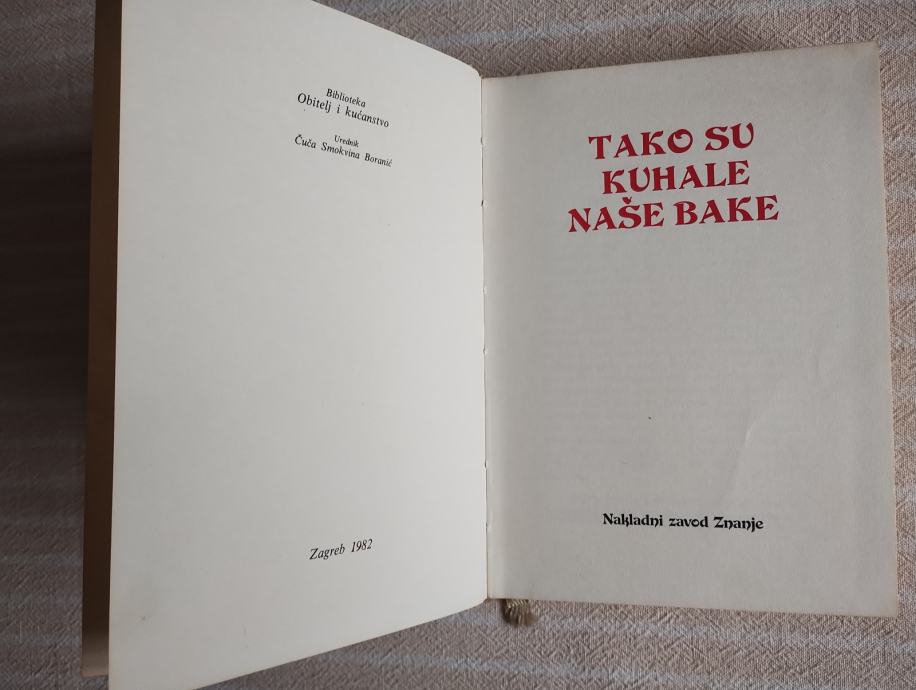 Biblioteka
Obitelj i kućanstvo
Urednik
Čuča Smokvina Boranić
Zagreb 1982
TAKO SU
KUHALE
NAŠE BAKE
Nakladni zavod Znanje